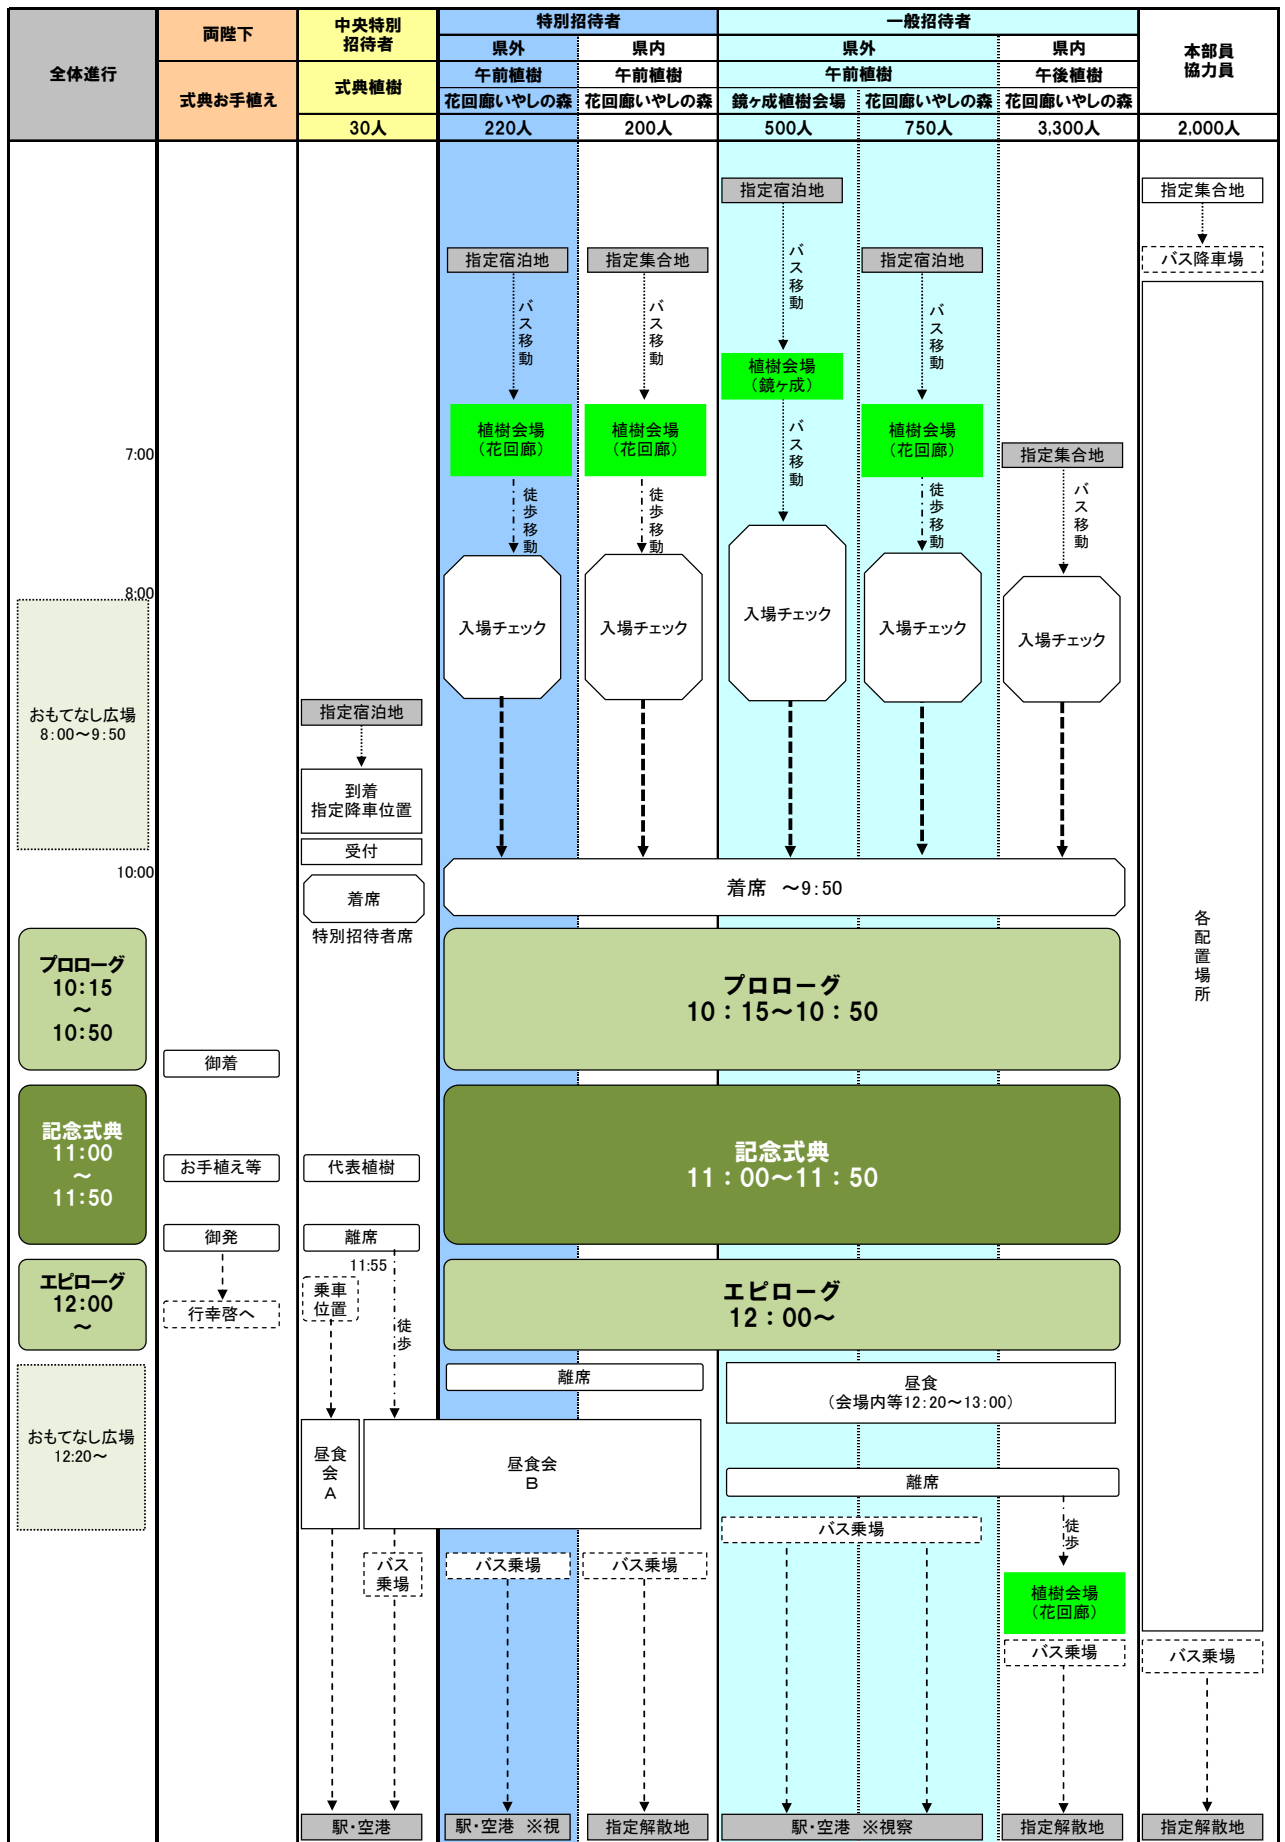 全体進行
両陛下
式典お手植え
中央特別
招待者
式典植樹
30人
特別招待者
県外
午前植樹
花回廊いやしの森
220人
県内
午前植樹
花回廊いやしの森
200人
一般招待者
県外
午前植樹
鏡ヶ成植樹会場
500人
花回廊いやしの森
750人
県内
午後植樹
花回廊いやしの森
3,300人
本部員
協力員
2,000人
指定宿泊地
指定集合地
バス降車場
指定宿泊地
指定集合地
指定宿泊地
バス移動
バス移動
バス移動
バス移動
植樹会場
（鏡ヶ成）
植樹会場
（花回廊）
植樹会場
（花回廊）
バス移動
植樹会場
（花回廊）
7:00
指定集合地
徒歩移動
徒歩移動
徒歩移動
バス移動
8:00
入場チェック
入場チェック
入場チェック
入場チェック
入場チェック
おもてなし広場
8:00～9:50
指定宿泊地
到着
指定降車位置
受付
10:00
着席
特別招待者席
着席　～9:50
各配置場所
プロローグ
10:15
～
10:50
プロローグ
10：15～10：50
御着
記念式典
11:00
～
11:50
お手植え等
代表植樹
記念式典
11：00～11：50
御発
離席
11:55
エピローグ
12:00
～
行幸啓へ
乗車
位置
徒歩
エピローグ
12：00～
離席
昼食
（会場内等12:20～13:00）
おもてなし広場
12:20～
昼食
会
A
昼食会
B
離席
バス乗場
徒歩
バス
乗場
バス乗場
バス乗場
植樹会場
（花回廊）
バス乗場
バス乗場
駅・空港
駅・空港　※視
指定解散地
駅・空港　※視察
指定解散地
指定解散地